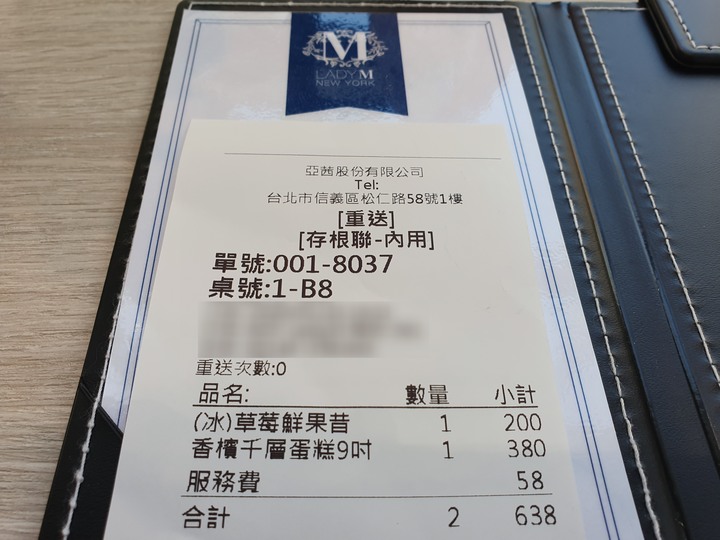 M
LADY M
NEW YORK
亞茜股份有限公司
Tel:
台北市信義區松仁路58號1樓
[重送]
[存根聯-內用]
單號:001-8037
桌號:1-B8
重送次數:0
品名: 數量 小計
(冰)草莓鮮果昔 1 200
香檳千層蛋糕9吋 1 380
服務費 58
合計 2 638